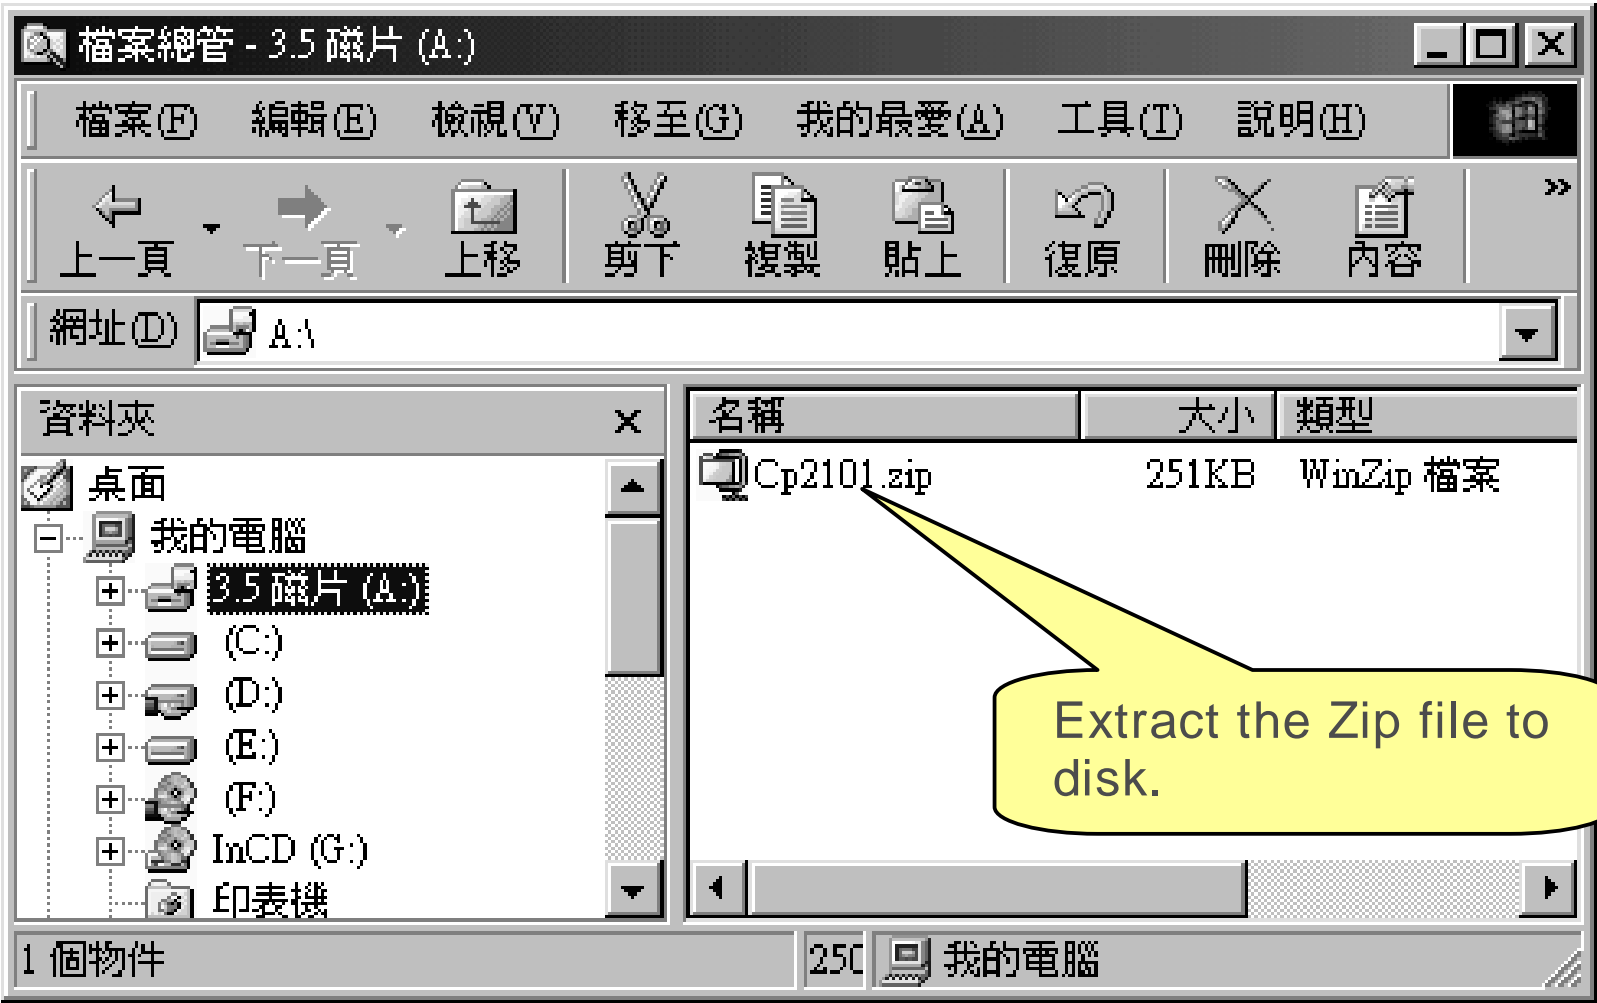 檔案總管 - 3.5 磁片 (A:)
檔案(F) 編輯(E) 檢視(V) 移至(G) 我的最愛(A) 工具(T) 說明(H)
上一頁 下一頁 上移 剪下 複製 貼上 復原 刪除 內容 »
網址(D) A:\
資料夾
名稱 大小 類型
桌面
Cp2101.zip 251KB WinZip 檔案
我的電腦
3.5 磁片 (A:)
(C:)
(D:)
(E:)
(F:)
InCD (G:)
印表機
Extract the Zip file to
disk.
1 個物件 我的電腦